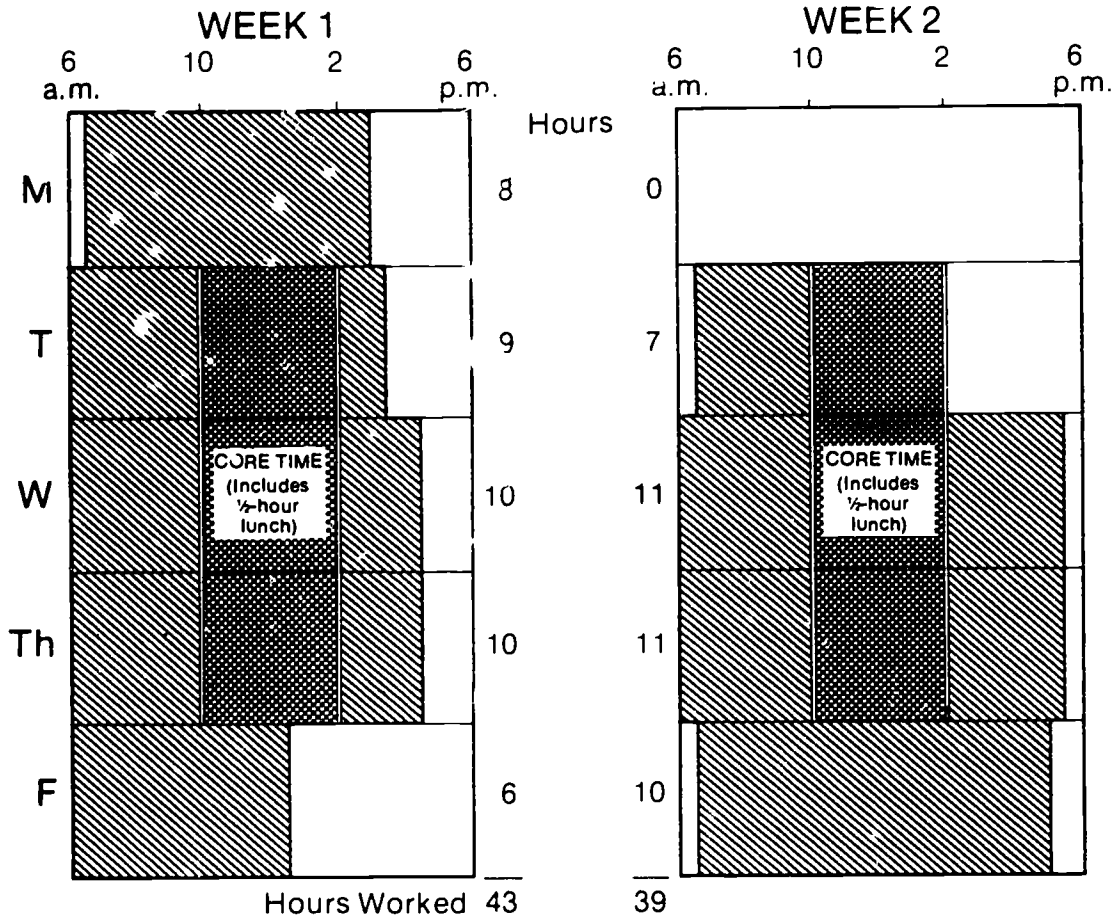 WEEK 1
6 10 2 6
a.m. p.m.
WEEK 2
6 10 2 6
a.m. p.m.
Hours
M 8 0
T 9 7
CORE TIME
(Includes
½-hour
lunch)
CORE TIME
(Includes
½-hour
lunch)
W 10 11
Th 10 11
F 6 10
Hours Worked 43 39